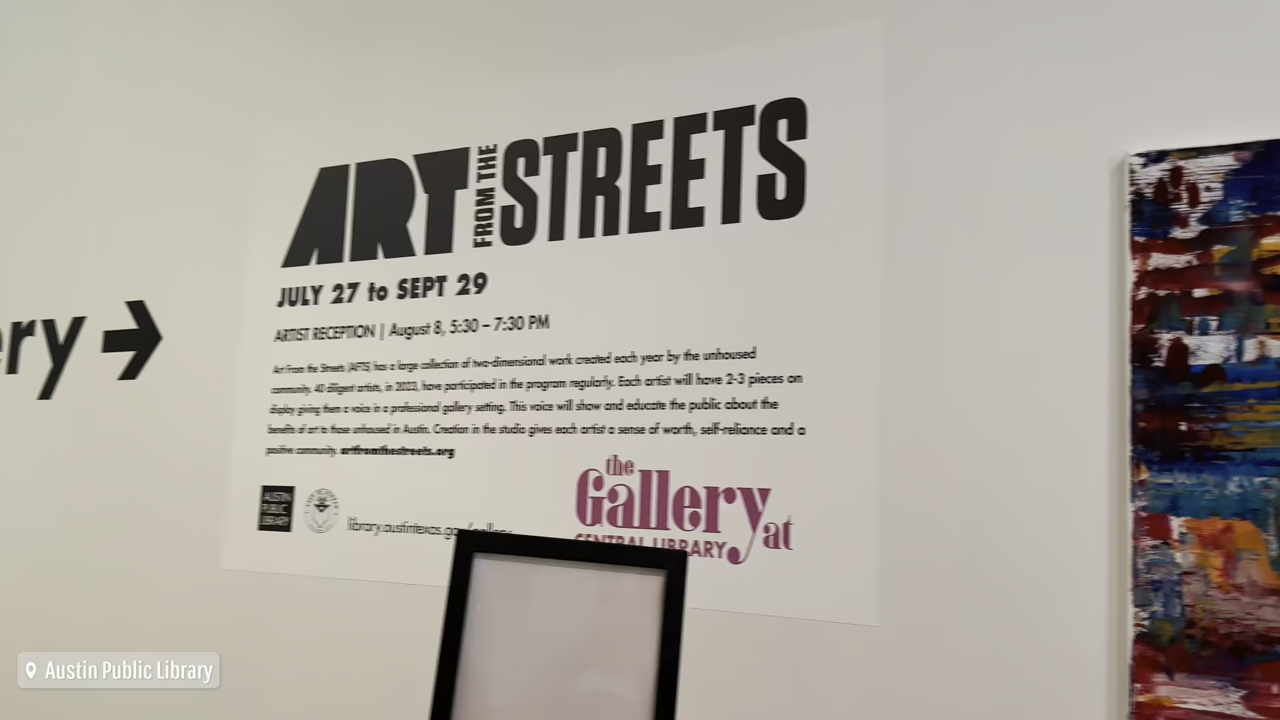 ery →
ART FROM THE STREETS
JULY 27 to SEPT 29
ARTIST RECEPTION | August 8, 5:30 – 7:30 PM
Art From the Streets (AFTS) has a large collection of two-dimensional work created each year by the unhoused
community. 40 diligent artists, in 2023, have participated in the program regularly. Each artist will have 2-3 pieces on
display giving them a voice in a professional gallery setting. This voice will show and educate the public about the
benefits of art to those unhoused in Austin. Creation in the studio gives each artist a sense of worth, self-reliance and a
positive community. artfromthestreets.org
AUSTIN
PUBLIC
LIBRARY
library.austintexas.gov/gallery
the
Gallery at
CENTRAL LIBRARY
Austin Public Library